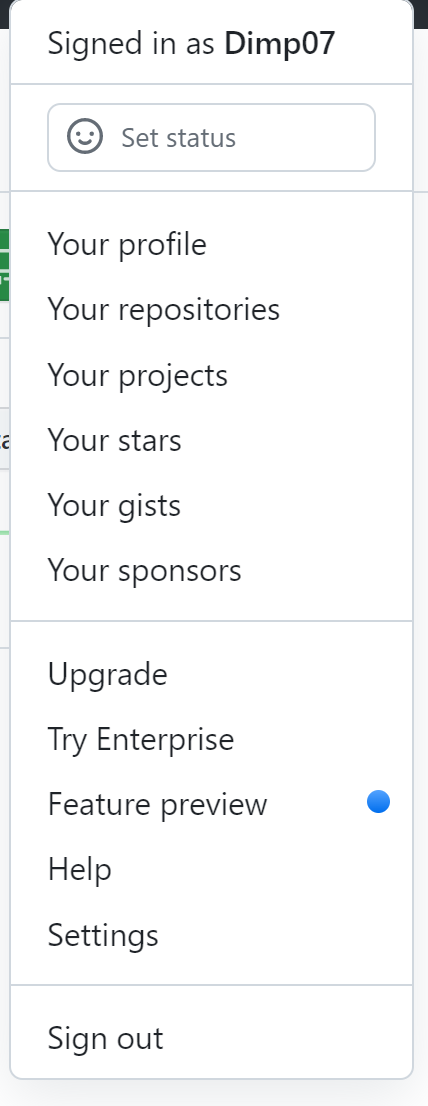 Signed in as Dimp07
Set status
Your profile
Your repositories
Your projects
Your stars
Your gists
Your sponsors
Upgrade
Try Enterprise
Feature preview
Help
Settings
Sign out